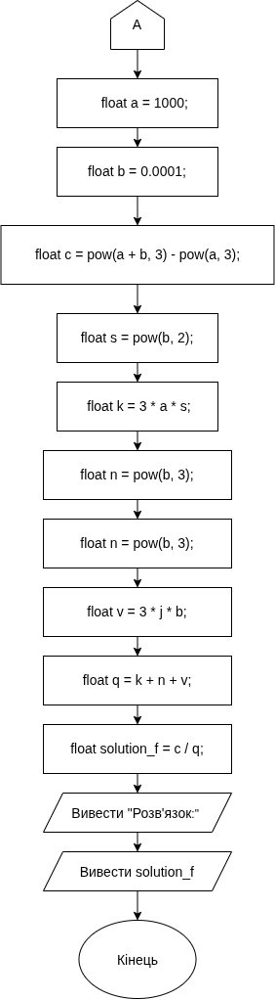 A
float a = 1000;
float b = 0.0001;
float c = pow(a + b, 3) - pow(a, 3);
float s = pow(b, 2);
float k = 3 * a * s;
float n = pow(b, 3);
float n = pow(b, 3);
float v = 3 * j * b;
float q = k + n + v;
float solution_f = c / q;
Вивести "Розв'язок:"
Вивести solution_f
Кінець